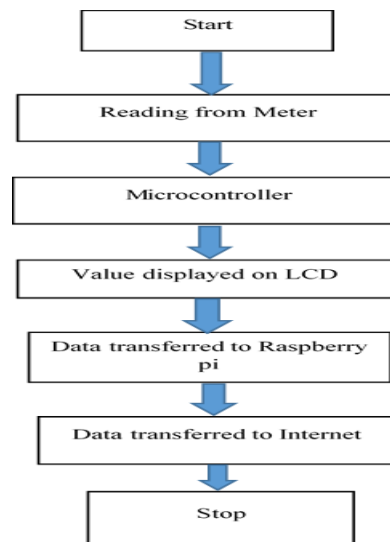 Start
Reading from Meter
Microcontroller
Value displayed on LCD
Data transferred to Raspberry
pi
Data transferred to Internet
Stop